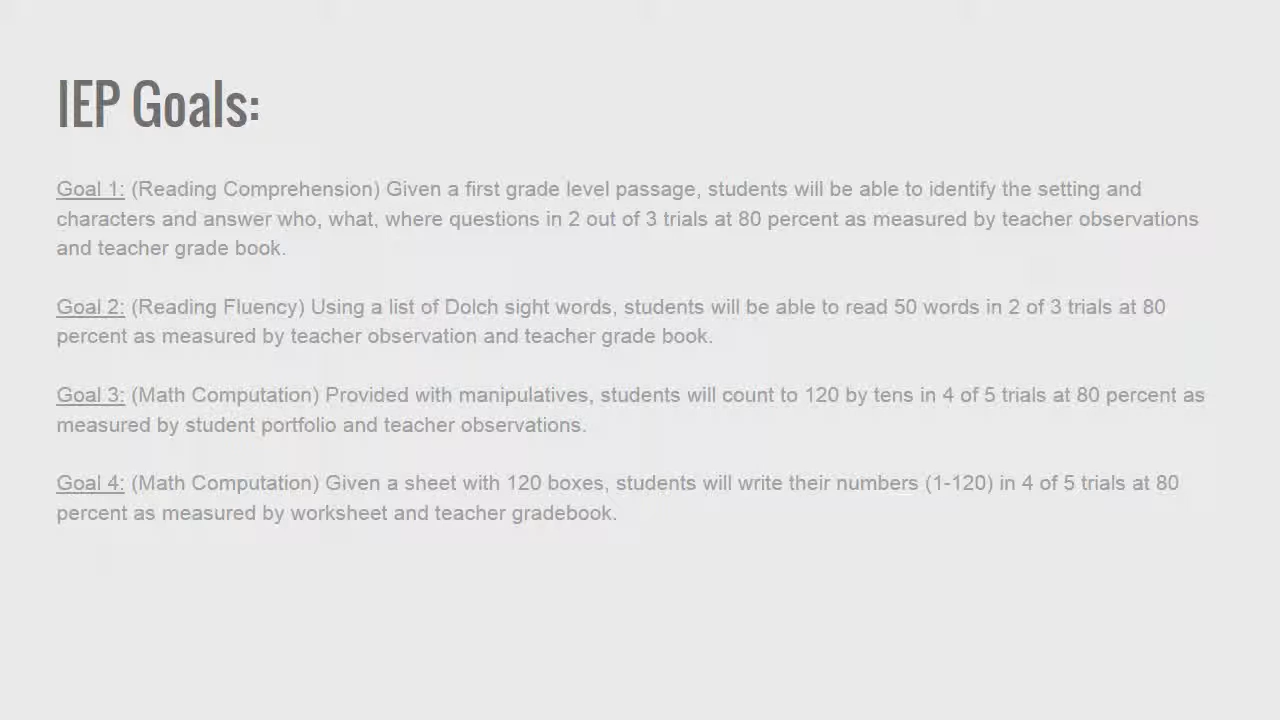 IEP Goals:
Goal 1: (Reading Comprehension) Given a first grade level passage, students will be able to identify the setting and
characters and answer who, what, where questions in 2 out of 3 trials at 80 percent as measured by teacher observations
and teacher grade book.
Goal 2: (Reading Fluency) Using a list of Dolch sight words, students will be able to read 50 words in 2 of 3 trials at 80
percent as measured by teacher observation and teacher grade book.
Goal 3: (Math Computation) Provided with manipulatives, students will count to 120 by tens in 4 of 5 trials at 80 percent as
measured by student portfolio and teacher observations.
Goal 4: (Math Computation) Given a sheet with 120 boxes, students will write their numbers (1-120) in 4 of 5 trials at 80
percent as measured by worksheet and teacher gradebook.